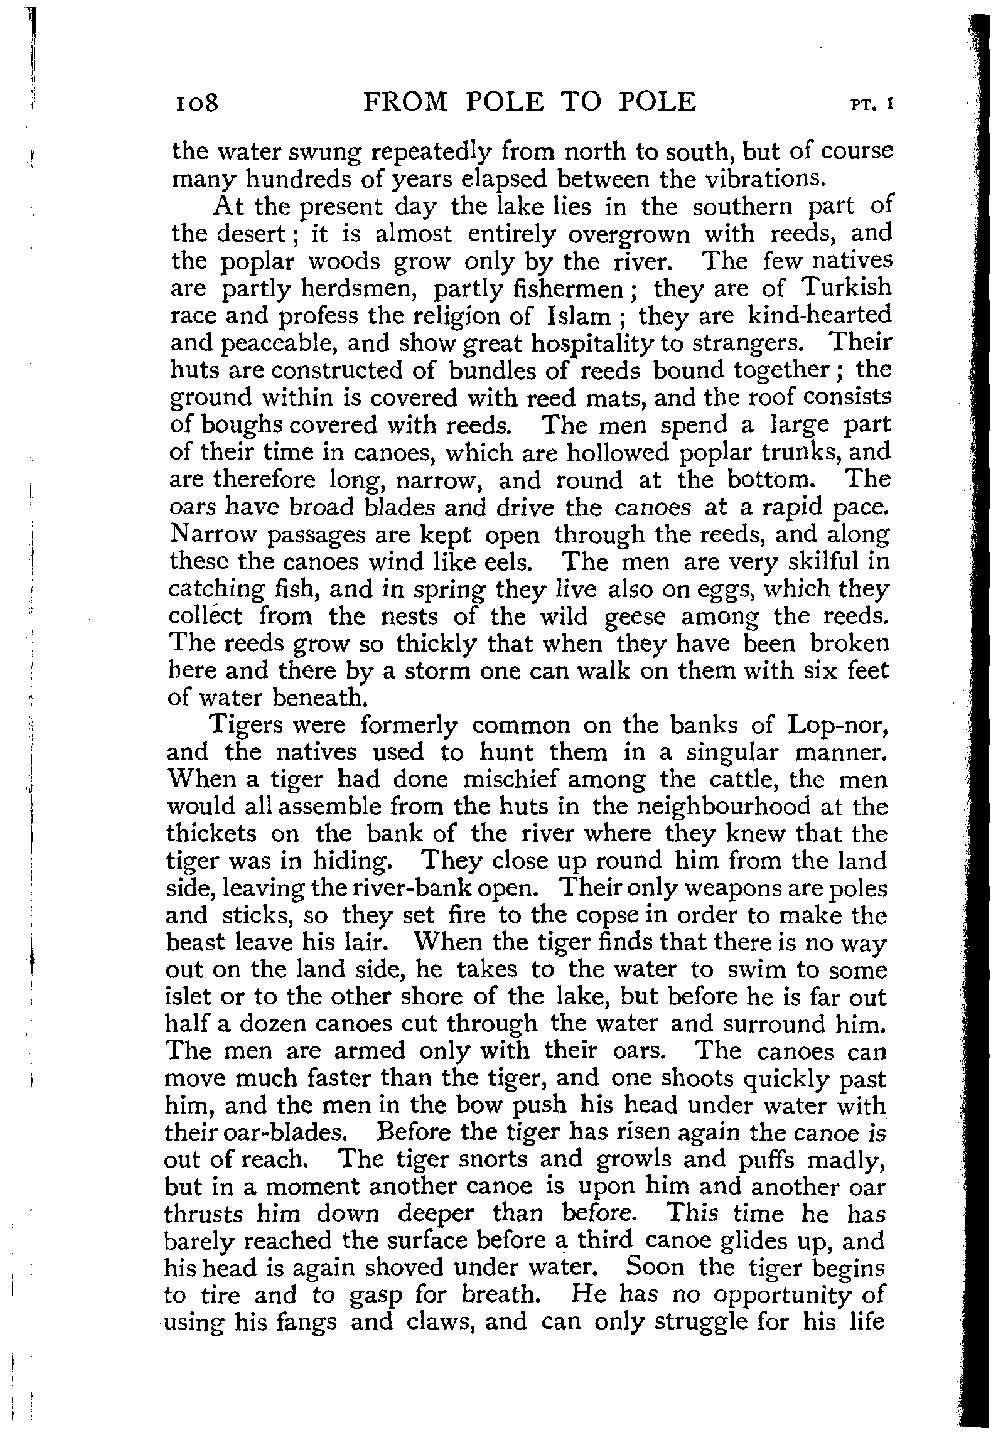 108 FROM POLE TO POLE PT. I
the water swung repeatedly from north to south, but of course
many hundreds of years elapsed between the vibrations.
At the present day the lake lies in the southern part of
the desert; it is almost entirely overgrown with reeds, and
the poplar woods grow only by the river. The few natives
are partly herdsmen, partly fishermen; they are of Turkish
race and profess the religion of Islam; they are kind-hearted
and peaceable, and show great hospitality to strangers. Their
huts are constructed of bundles of reeds bound together; the
ground within is covered with reed mats, and the roof consists
of boughs covered with reeds. The men spend a large part
of their time in canoes, which are hollowed poplar trunks, and
are therefore long, narrow, and round at the bottom. The
oars have broad blades and drive the canoes at a rapid pace.
Narrow passages are kept open through the reeds, and along
these the canoes wind like eels. The men are very skilful in
catching fish, and in spring they live also on eggs, which they
collect from the nests of the wild geese among the reeds.
The reeds grow so thickly that when they have been broken
here and there by a storm one can walk on them with six feet
of water beneath.
Tigers were formerly common on the banks of Lop-nor,
and the natives used to hunt them in a singular manner.
When a tiger had done mischief among the cattle, the men
would all assemble from the huts in the neighbourhood at the
thickets on the bank of the river where they knew that the
tiger was in hiding. They close up round him from the land
side, leaving the river-bank open. Their only weapons are poles
and sticks, so they set fire to the copse in order to make the
beast leave his lair. When the tiger finds that there is no way
out on the land side, he takes to the water to swim to some
islet or to the other shore of the lake, but before he is far out
half a dozen canoes cut through the water and surround him.
The men are armed only with their oars. The canoes can
move much faster than the tiger, and one shoots quickly past
him, and the men in the bow push his head under water with
their oar-blades. Before the tiger has risen again the canoe is
out of reach. The tiger snorts and growls and puffs madly,
but in a moment another canoe is upon him and another oar
thrusts him down deeper than before. This time he has
barely reached the surface before a third canoe glides up, and
his head is again shoved under water. Soon the tiger begins
to tire and to gasp for breath. He has no opportunity of
using his fangs and claws, and can only struggle for his life